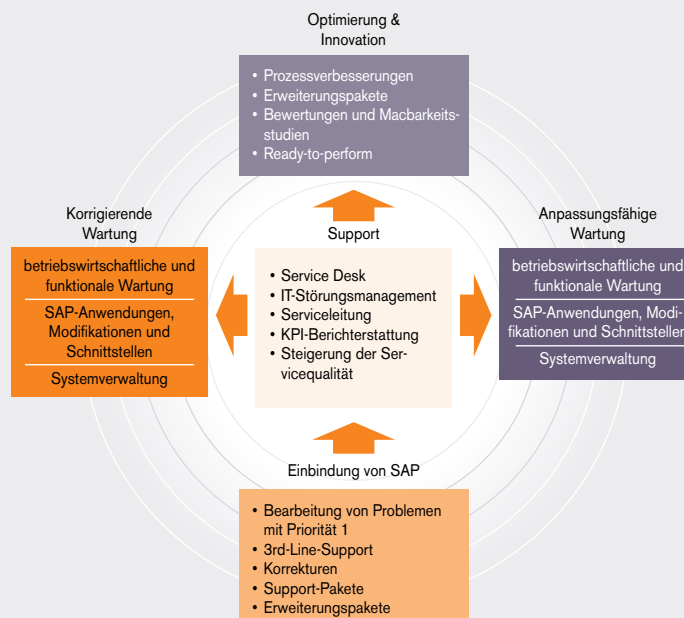 Optimierung &
Innovation
• Prozessverbesserungen
• Erweiterungspakete
• Bewertungen und Macbarkeits-
studien
• Ready-to-perform
Korrigierende
Wartung
betriebswirtschaftliche und
funktionale Wartung
SAP-Anwendungen,
Modifikationen und
Schnittstellen
Systemverwaltung
Support
• Service Desk
• IT-Störungsmanagement
• Serviceleitung
• KPI-Berichterstattung
• Steigerung der Ser-
vicequalität
Anpassungsfähige
Wartung
betriebswirtschaftliche und
funktionale Wartung
SAP-Anwendungen, Modi-
fikationen und Schnittstellen
Systemverwaltung
Einbindung von SAP
• Bearbeitung von Problemen
mit Priorität 1
• 3rd-Line-Support
• Korrekturen
• Support-Pakete
• Erweiterungspakete